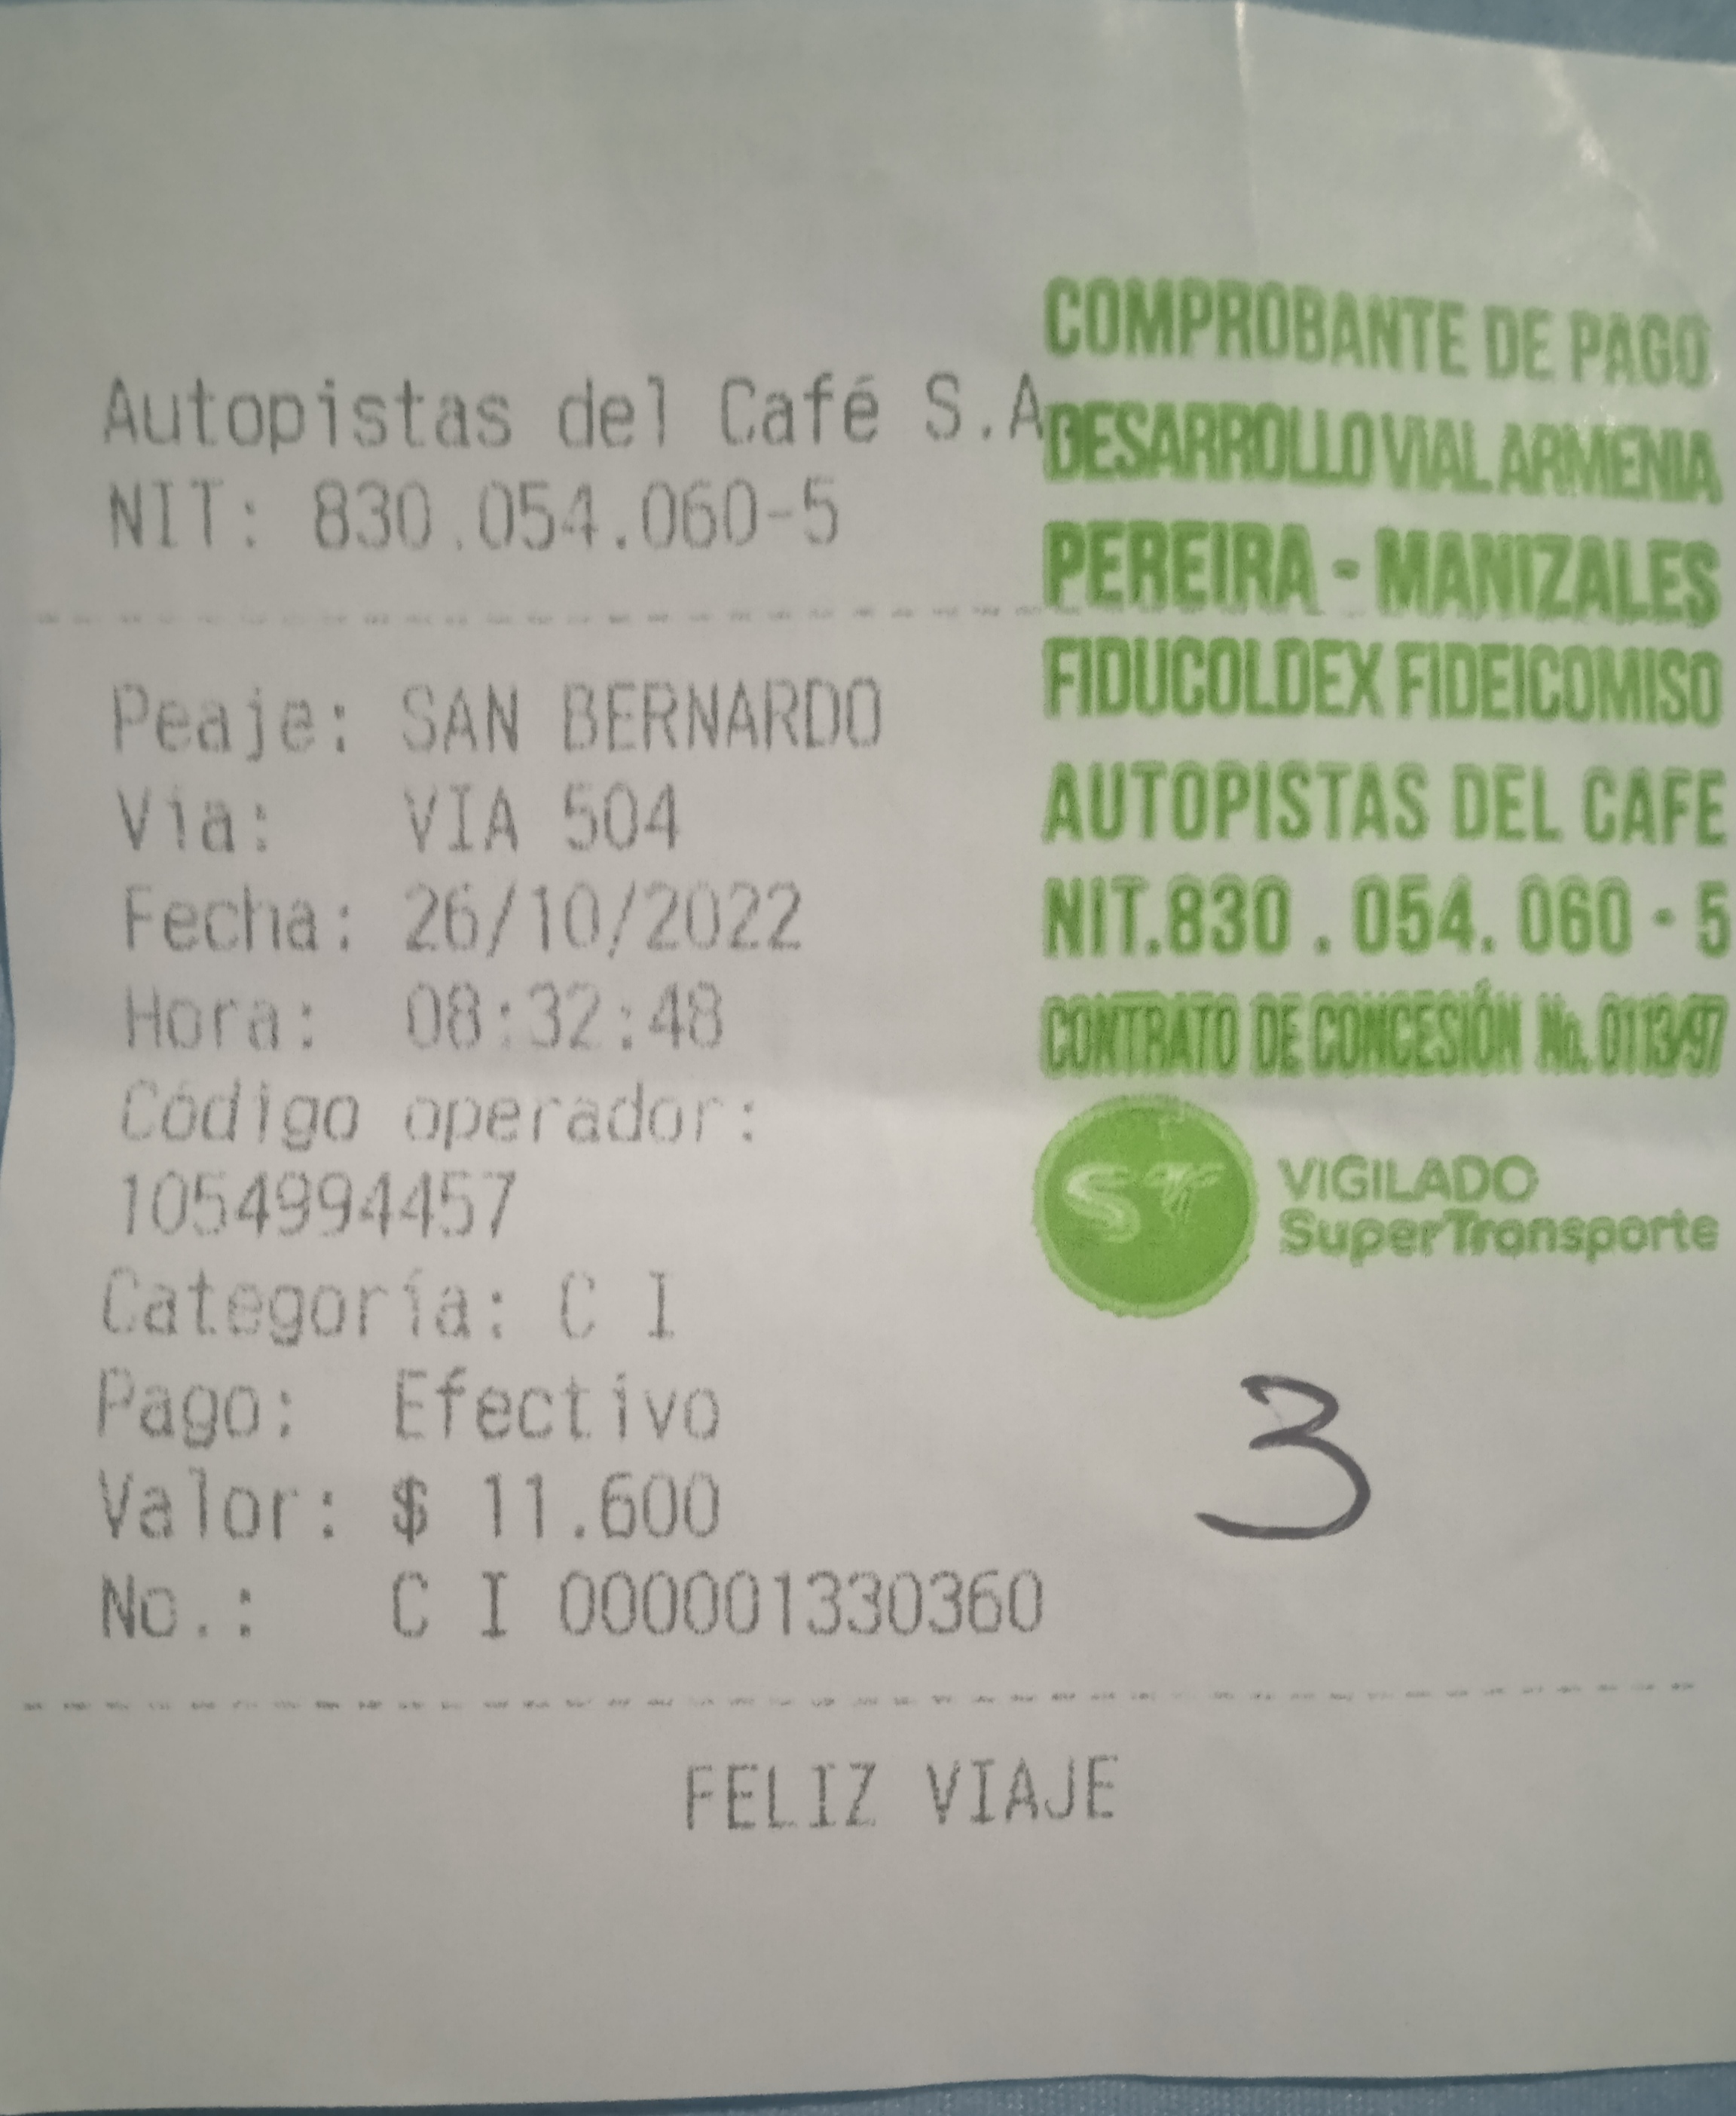 Autopistas del Café S.A.
NIT: 830.054.060-5
Peaje: SAN BERNARDO
Via: VIA 504
Fecha: 26/10/2022
Hora: 08:32:48
Código operador:
1054994457
Categoría: C I
Pago: Efectivo
Valor: $ 11.600
No.: C I 000001330360
FELIZ VIAJE
COMPROBANTE DE PAGO
DESARROLLO VIAL ARMENIA
PEREIRA - MANIZALES
FIDUCOLDEX FIDEICOMISO
AUTOPISTAS DEL CAFE
NIT.830 . 054. 060 - 5
CONTRATO DE CONCESIÓN No. 0113/97
ST
VIGILADO
SuperTransporte
3